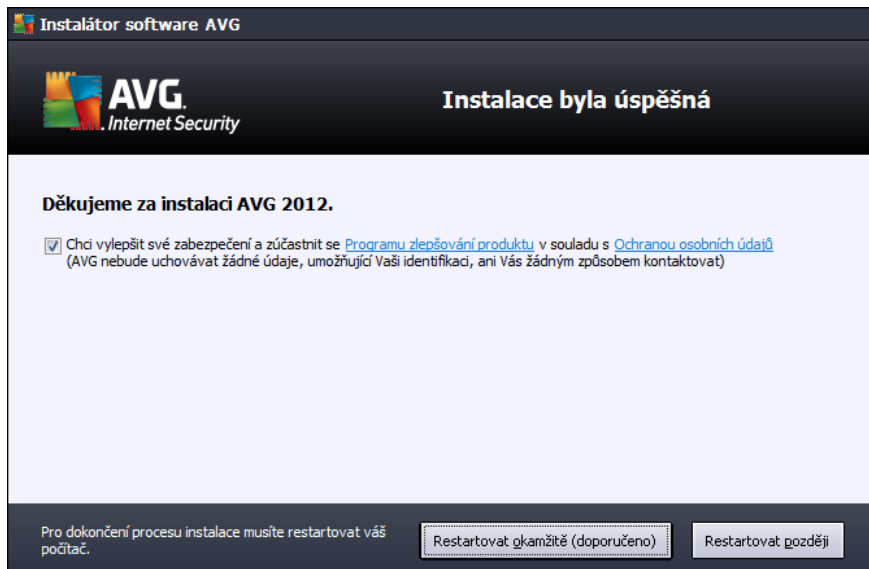 Instalátor software AVG
AVG.
Internet Security
Instalace byla úspěšná
Děkujeme za instalaci AVG 2012.
Chci vylepšit své zabezpečení a zúčastnit se Programu zlepšování produktu v souladu s Ochranou osobních údajů
(AVG nebude uchovávat žádné údaje, umožňující Vaši identifikaci, ani Vás žádným způsobem kontaktovat)
Pro dokončení procesu instalace musíte restartovat váš
počítač.
Restartovat okamžitě (doporučeno)
Restartovat později